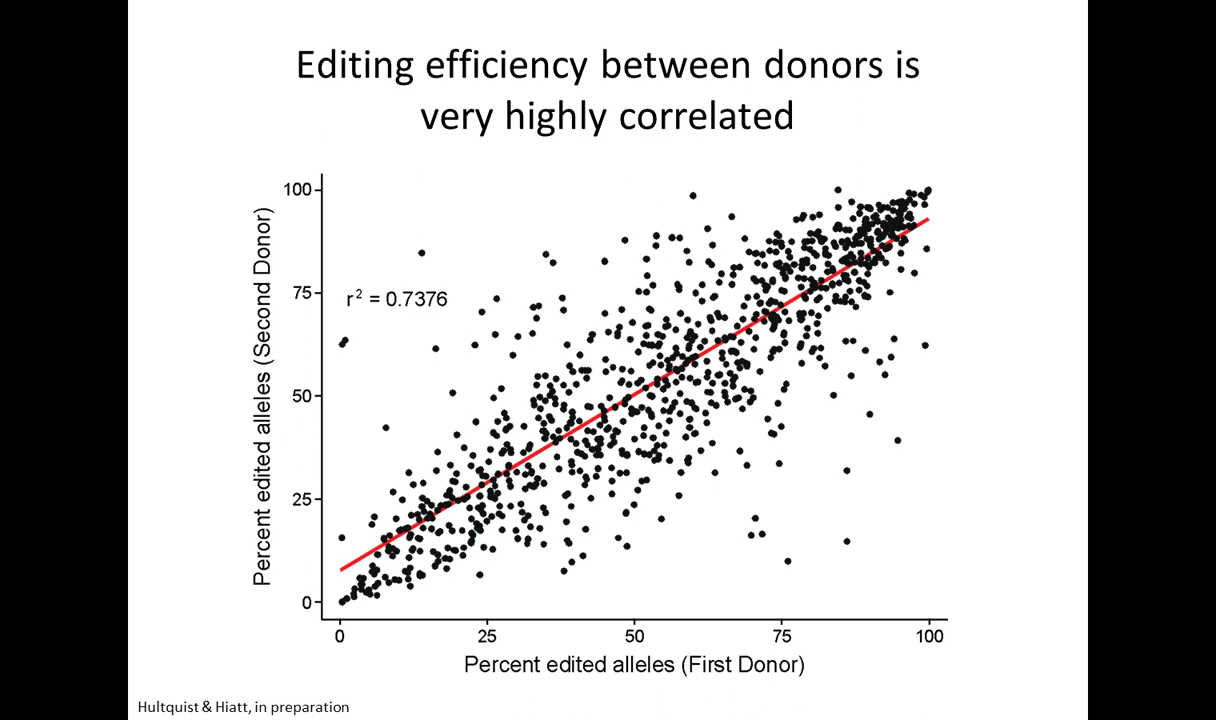 Editing efficiency between donors is
very highly correlated
100
75
50
25
0
Percent edited alleles (Second Donor)
r² = 0.7376
0 25 50 75 100
Percent edited alleles (First Donor)
Hultquist & Hiatt, in preparation